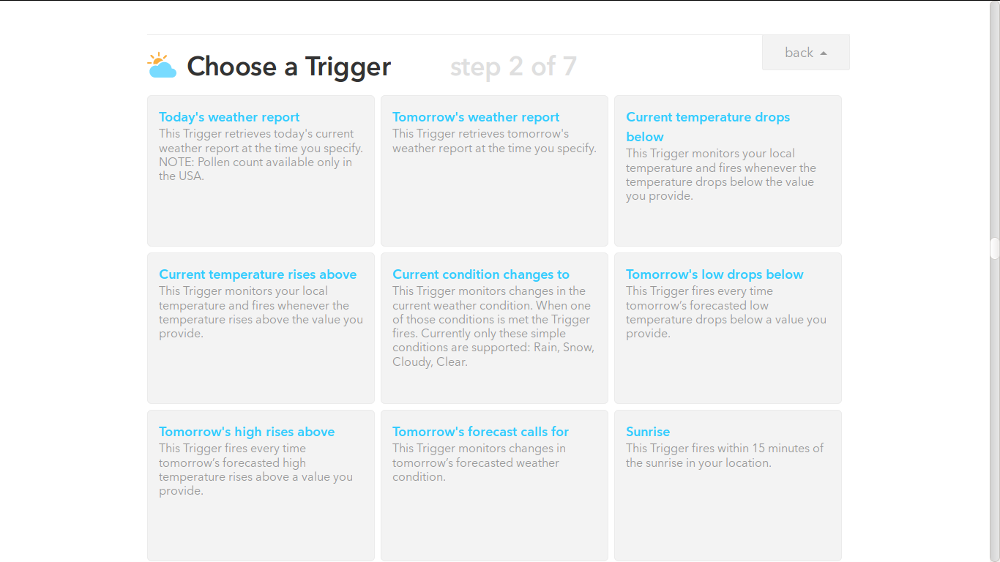 back
Choose a Trigger step 2 of 7
Today's weather report
This Trigger retrieves today's current
weather report at the time you specify.
NOTE: Pollen count available only in
the USA.
Tomorrow's weather report
This Trigger retrieves tomorrow's
weather report at the time you specify.
Current temperature drops
below
This Trigger monitors your local
temperature and fires whenever the
temperature drops below the value
you provide.
Current temperature rises above
This Trigger monitors your local
temperature and fires whenever the
temperature rises above the value you
provide.
Current condition changes to
This Trigger monitors changes in the
current weather condition. When one
of those conditions is met the Trigger
fires. Currently only these simple
conditions are supported: Rain, Snow,
Cloudy, Clear.
Tomorrow's low drops below
This Trigger fires every time
tomorrow’s forecasted low
temperature drops below a value you
provide.
Tomorrow's high rises above
This Trigger fires every time
tomorrow’s forecasted high
temperature rises above a value you
provide.
Tomorrow's forecast calls for
This Trigger monitors changes in
tomorrow’s forecasted weather
condition.
Sunrise
This Trigger fires within 15 minutes of
the sunrise in your location.